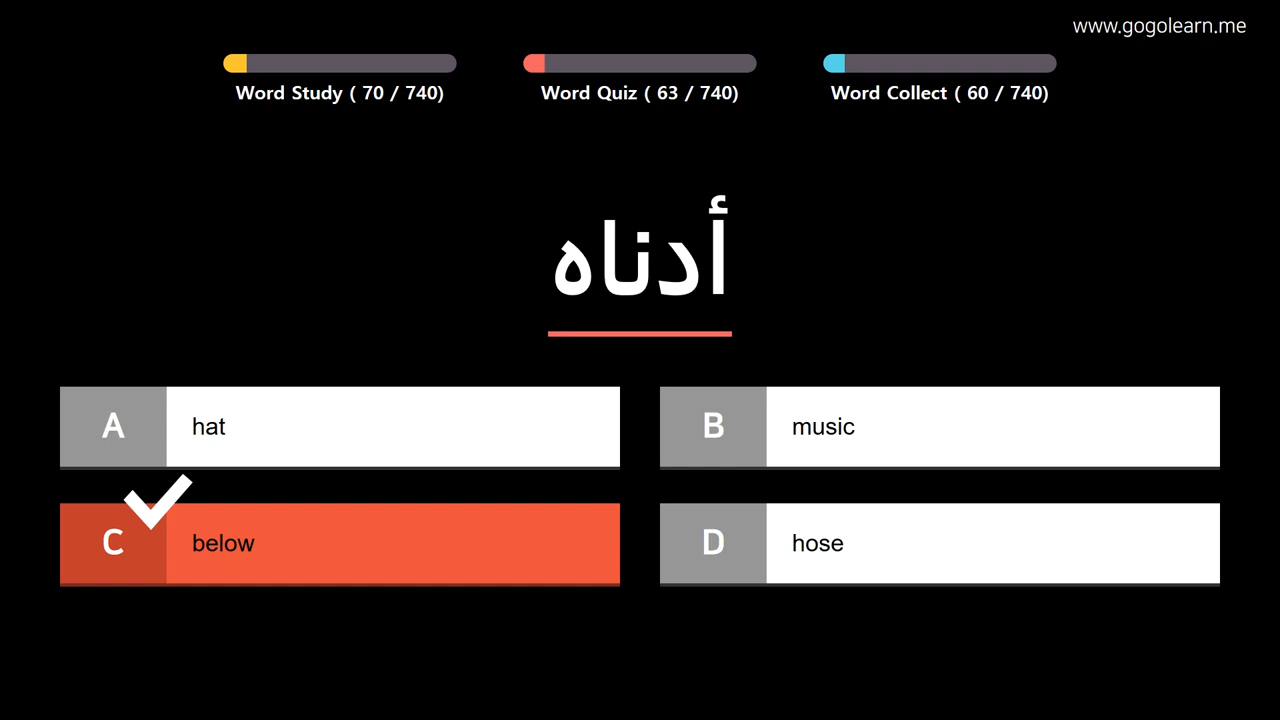 www.gogolearn.me
Word Study ( 70 / 740)
Word Quiz ( 63 / 740)
Word Collect ( 60 / 740)
أدناه
A hat
B music
C below
D hose